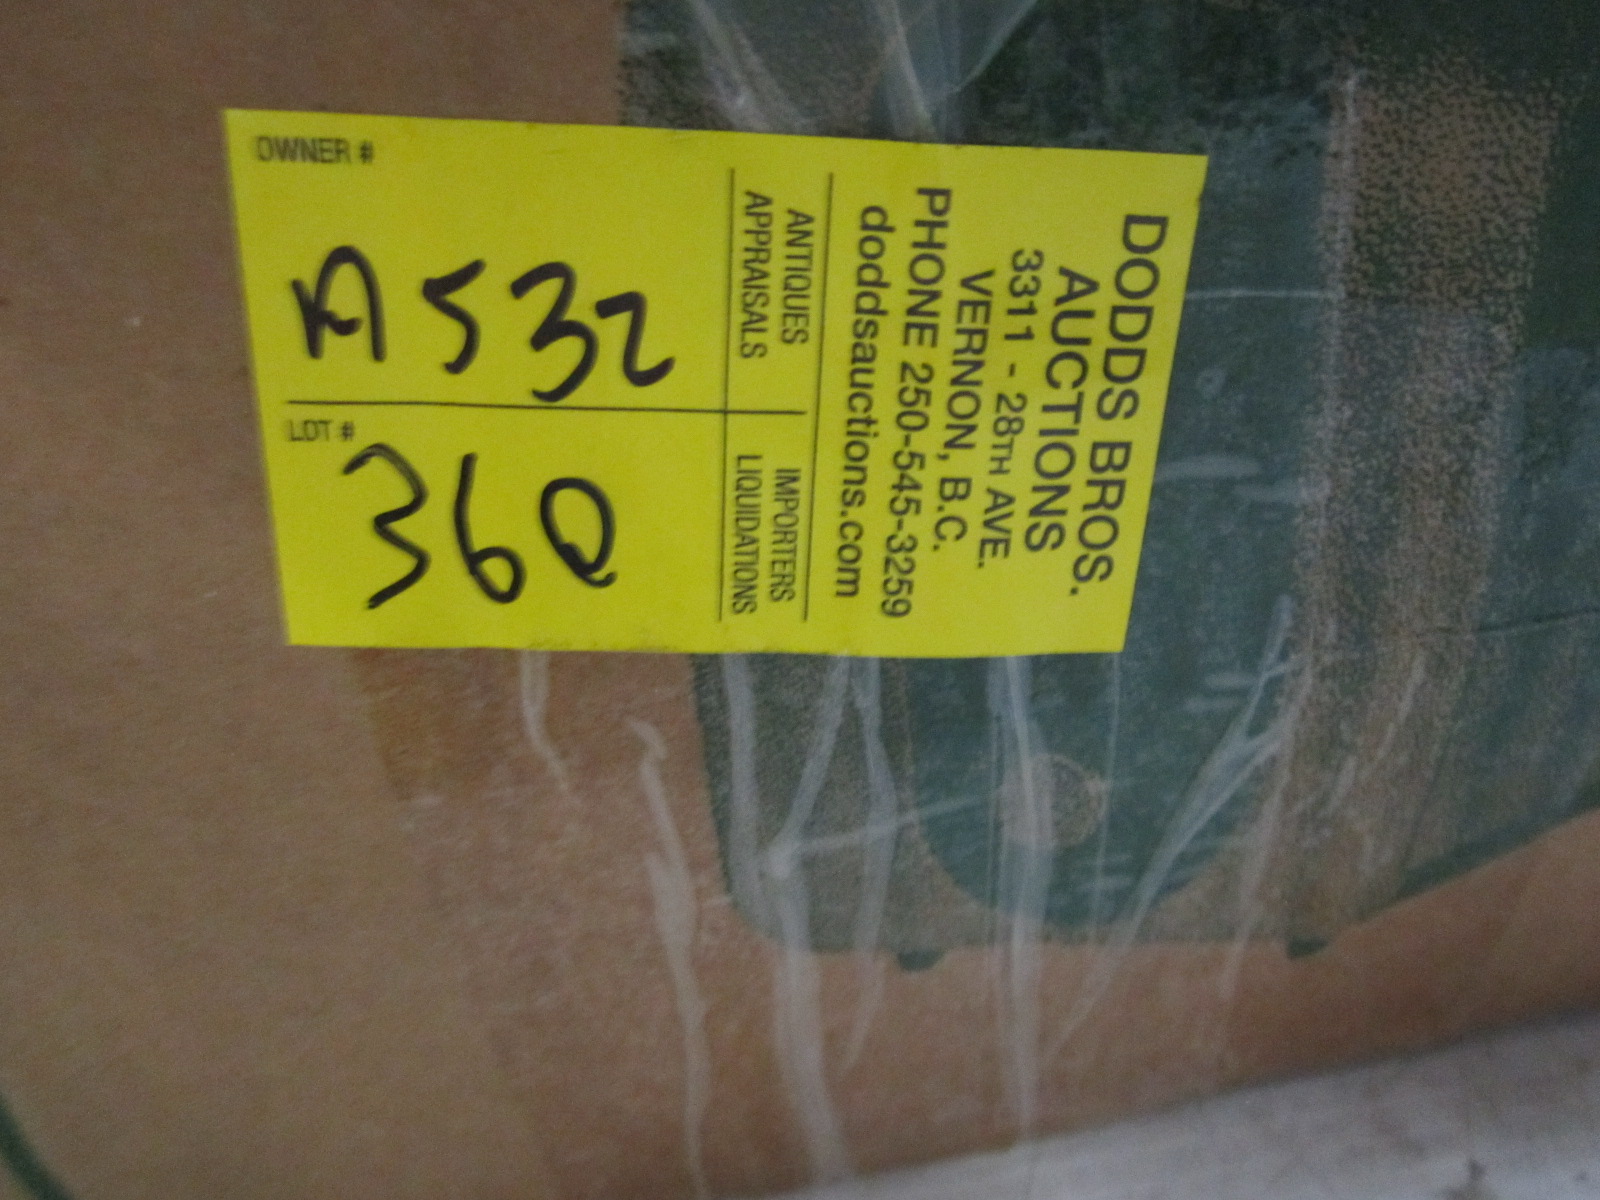 DODDS BROS.
AUCTIONS
3311 - 28TH AVE.
VERNON, B.C.
PHONE 250-545-3259
doddsauctions.com
ANTIQUES
APPRAISALS
IMPORTERS
LIQUIDATIONS
OWNER #
A532
LOT #
360